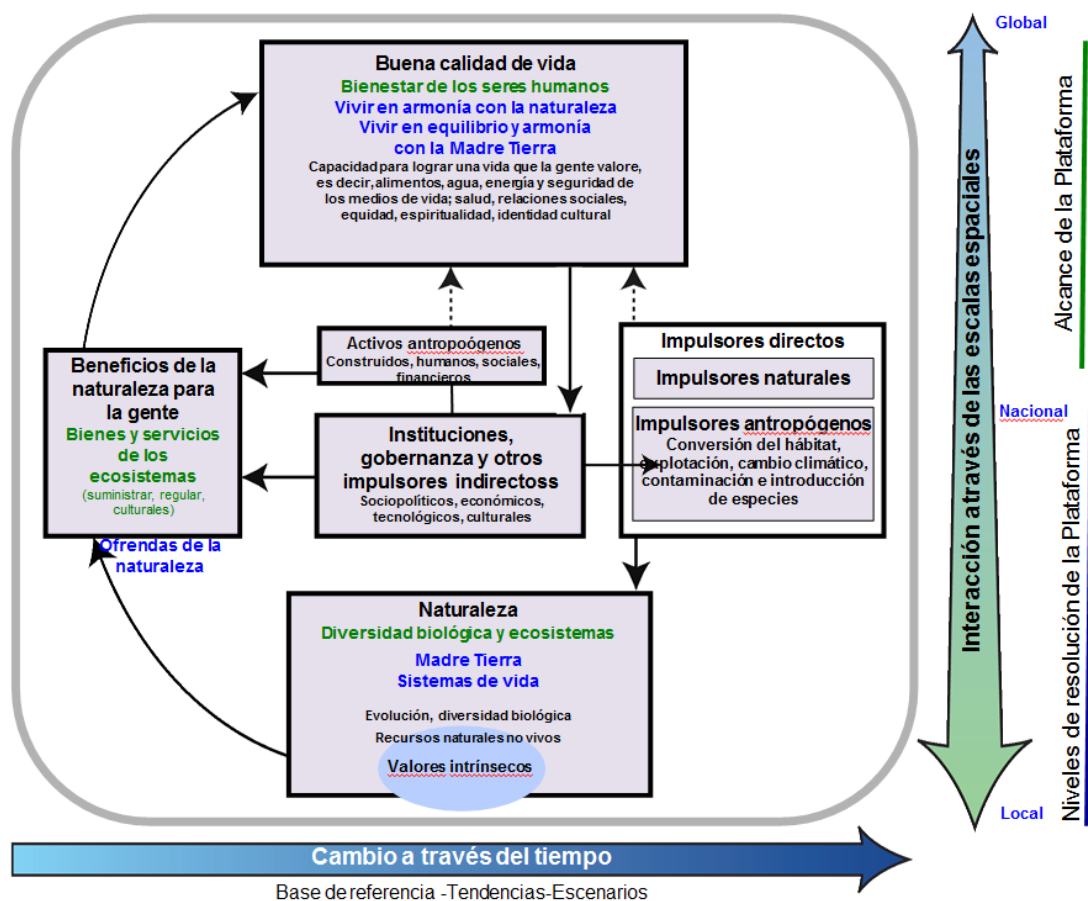 Global
Buena calidad de vida
Bienestar de los seres humanos
Vivir en armonía con la naturaleza
Vivir en equilibrio y armonía
con la Madre Tierra
Capacidad para lograr una vida que la gente valore,
es decir, alimentos, agua, energía y seguridad de
los medios de vida; salud, relaciones sociales,
equidad, espiritualidad, identidad cultural
Activos antropoógenos
Construidos, humanos, sociales,
financieros
Beneficios de la
naturaleza para
la gente
Bienes y servicios
de los
ecosistemas
(suministrar, regular,
culturales)
Ofrendas de la
naturaleza
Instituciones,
gobernanza y otros
impulsores indirectoss
Sociopolíticos, económicos,
tecnológicos, culturales
Impulsores directos
Impulsores naturales
Impulsores antropógenos
Conversión del hábitat,
explotación, cambio climático,
contaminación e introducción
de especies
Naturaleza
Diversidad biológica y ecosistemas
Madre Tierra
Sistemas de vida
Evolución, diversidad biológica
Recursos naturales no vivos
Valores intrínsecos
Interacción através de las escalas espaciales
Alcance de la Plataforma
Nacional
Niveles de resolución de la Plataforma
Local
Cambio a través del tiempo
Base de referencia -Tendencias-Escenarios